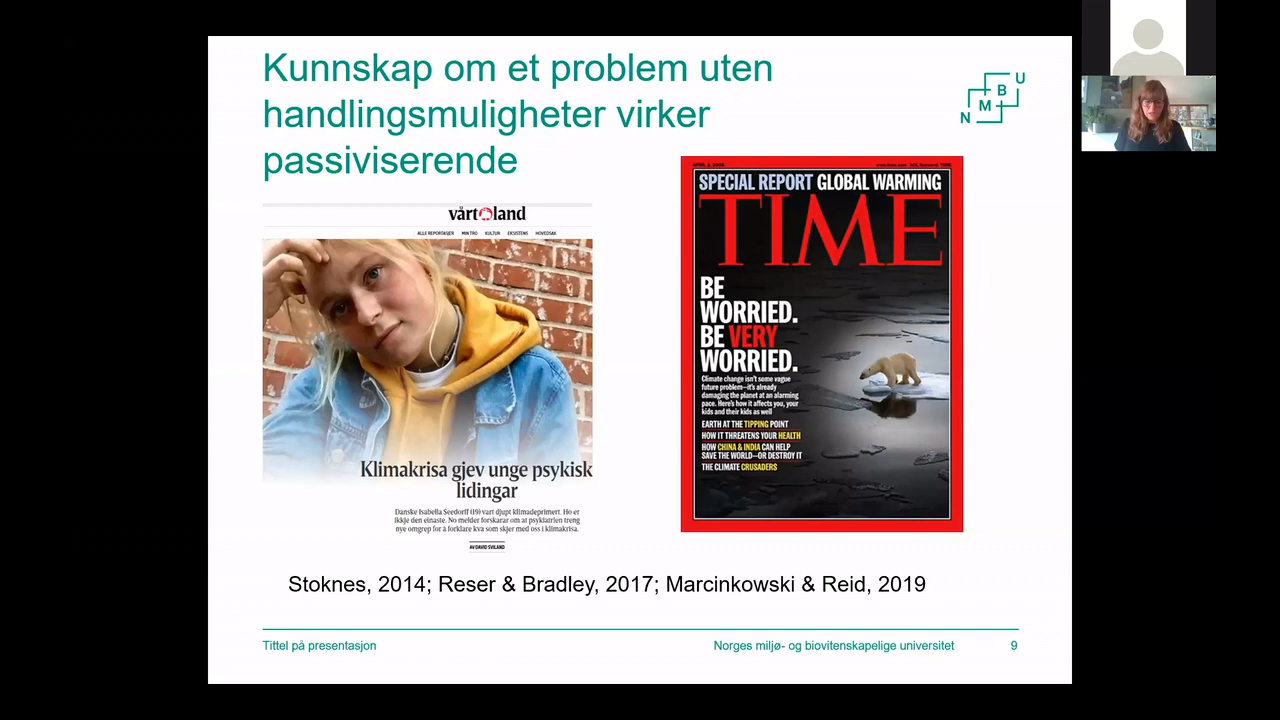 Kunnskap om et problem uten
handlingsmuligheter virker
passiviserende
N M B U
vårt land
ALLE REPORTASJER MIN TRO KULTUR EKSISTENS HOVEDSAK
Klimakrisa gjev unge psykisk
lidingar
Danske Isabella Seedorff (19) vart djupt klimadeprimert. Ho er
ikkje den einaste. No melder forskarar om at psykiatrien treng
nye omgrep for å forklare kva som skjer med oss i klimakrisa.
AV DAVID SVILAND
SPECIAL REPORT GLOBAL WARMING
TIME
BE
WORRIED.
BE VERY
WORRIED.
Climate change isn't some vague
future problem—it's already
damaging the planet at an alarming
pace. Here's how it affects you, your
kids and their kids as well
EARTH AT THE TIPPING POINT
HOW IT THREATENS YOUR HEALTH
HOW CHINA & INDIA CAN HELP
SAVE THE WORLD—OR DESTROY IT
THE CLIMATE CRUSADERS
Stoknes, 2014; Reser & Bradley, 2017; Marcinkowski & Reid, 2019
Tittel på presentasjon
Norges miljø- og biovitenskapelige universitet
9